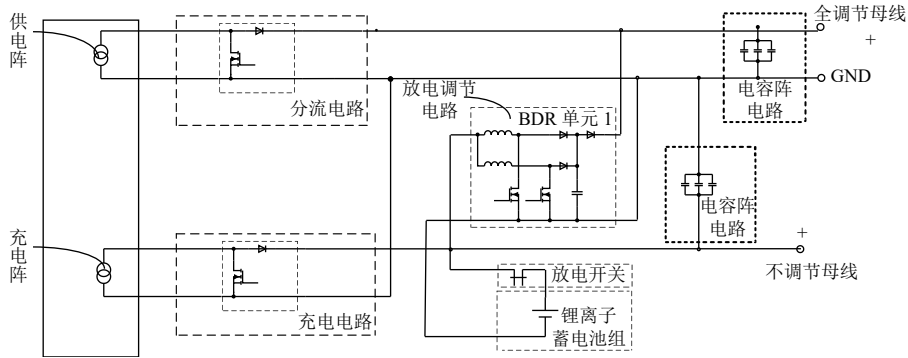 供
电
阵
分流电路
全调节母线
+
GND
电容阵
电路
放电调节
电路
BDR 单元 1
电容阵
电路
充
电
阵
充电电路
+
不调节母线
放电开关
锂离子
蓄电池组